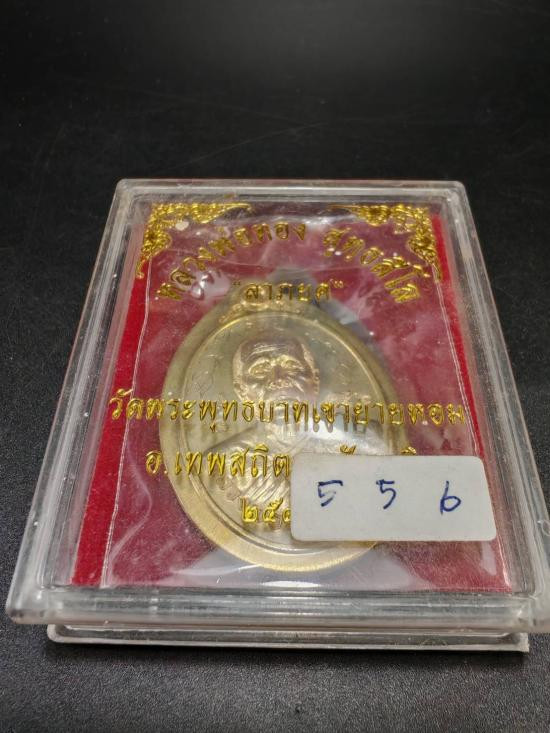 หลวงพ่อทอง สุทธสีโล
"ลาภยศ"
วัดพระพุทธบาทเขายายหอม
อ.เทพสถิต
556